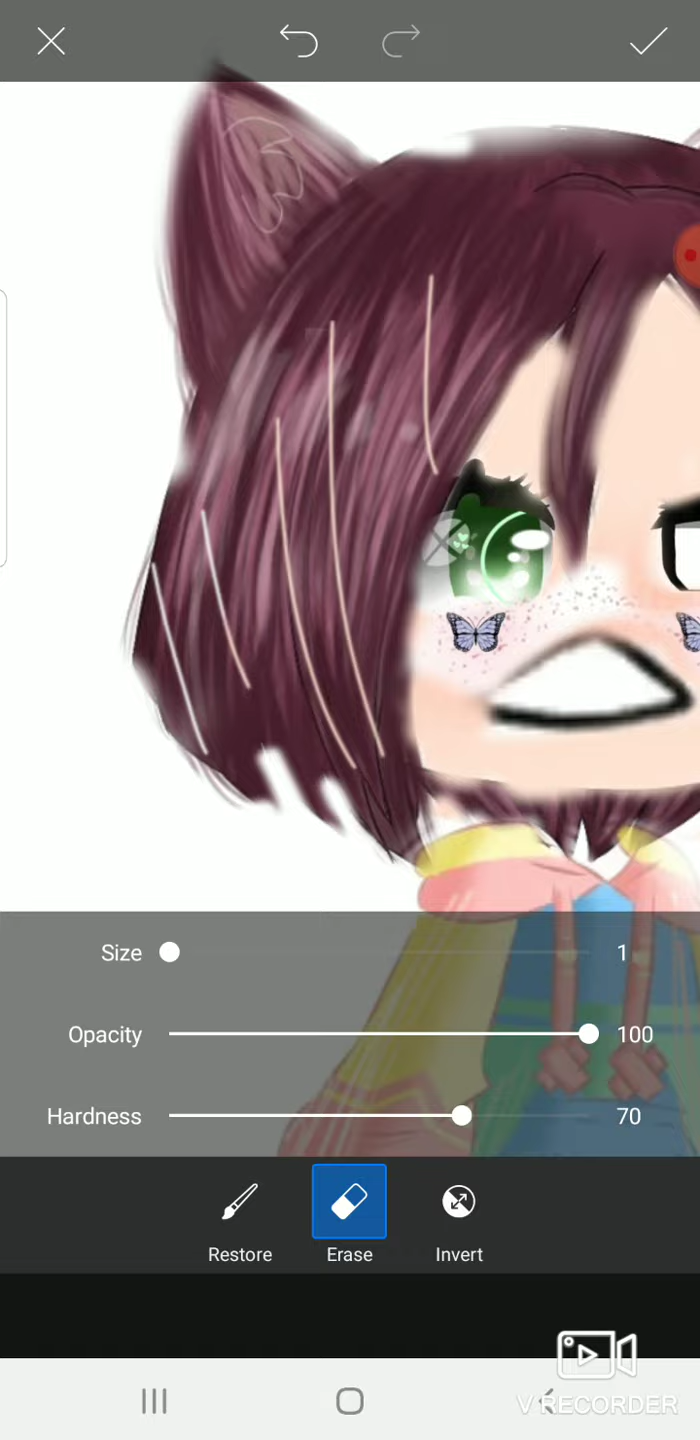 Size 1
Opacity 100
Hardness 70
Restore Erase Invert
V RECORDER